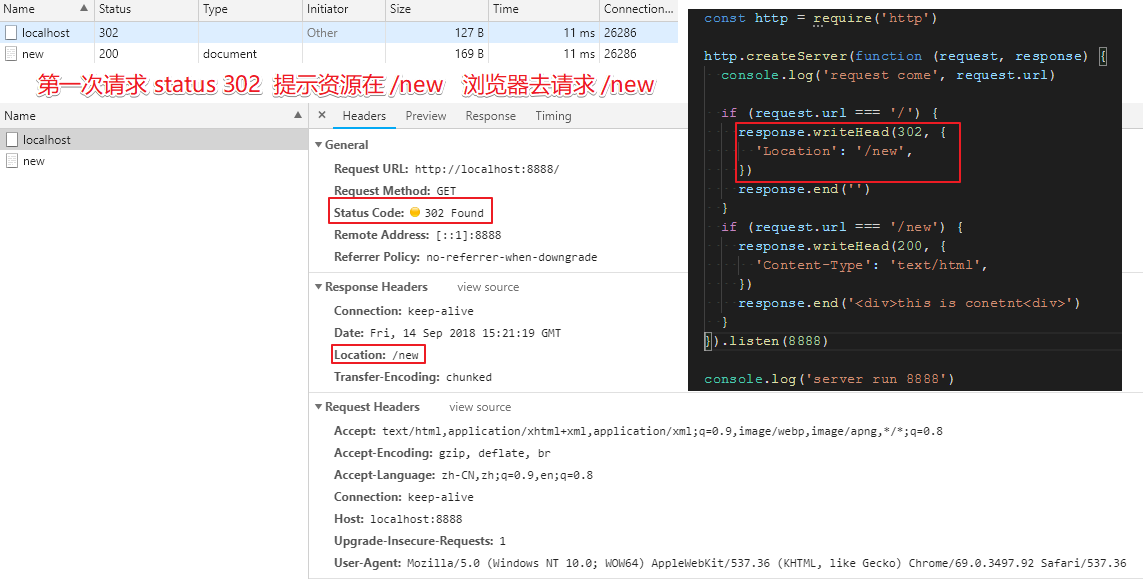 Name Status Type Initiator Size Time Connection...
localhost 302 Other 127 B 11 ms 26286
new 200 document 169 B 11 ms 26286
第一次请求 status 302 提示资源在 /new 浏览器去请求 /new
Name
localhost
new
× Headers Preview Response Timing
General
Request URL: http://localhost:8888/
Request Method: GET
Status Code: 302 Found
Remote Address: [::1]:8888
Referrer Policy: no-referrer-when-downgrade
Response Headers view source
Connection: keep-alive
Date: Fri, 14 Sep 2018 15:21:19 GMT
Location: /new
Transfer-Encoding: chunked
Request Headers view source
Accept: text/html,application/xhtml+xml,application/xml;q=0.9,image/webp,image/apng,*/*;q=0.8
Accept-Encoding: gzip, deflate, br
Accept-Language: zh-CN,zh;q=0.9,en;q=0.8
Connection: keep-alive
Host: localhost:8888
Upgrade-Insecure-Requests: 1
User-Agent: Mozilla/5.0 (Windows NT 10.0; WOW64) AppleWebKit/537.36 (KHTML, like Gecko) Chrome/69.0.3497.92 Safari/537.36
const http = require('http')
http.createServer(function (request, response) {
console.log('request come', request.url)
if (request.url === '/') {
response.writeHead(302, {
'Location': '/new',
})
response.end('')
}
if (request.url === '/new') {
response.writeHead(200, {
'Content-Type': 'text/html',
})
response.end('<div>this is conetnt<div>')
}
}).listen(8888)
console.log('server run 8888')